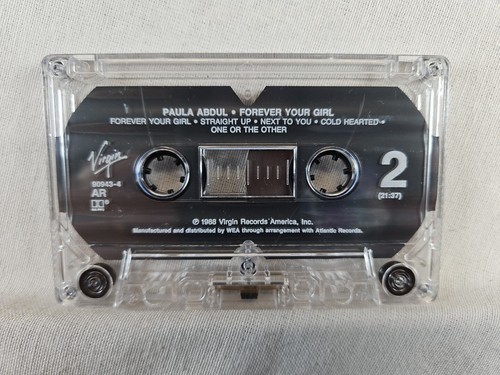 PAULA ABDUL • FOREVER YOUR GIRL
FOREVER YOUR GIRL • STRAIGHT UP • NEXT TO YOU • COLD HEARTED •
ONE OR THE OTHER
Virgin
90943-4
AR
2
(21:37)
℗ 1988 Virgin Records America, Inc.
Manufactured and distributed by WEA through arrangement with Atlantic Records.